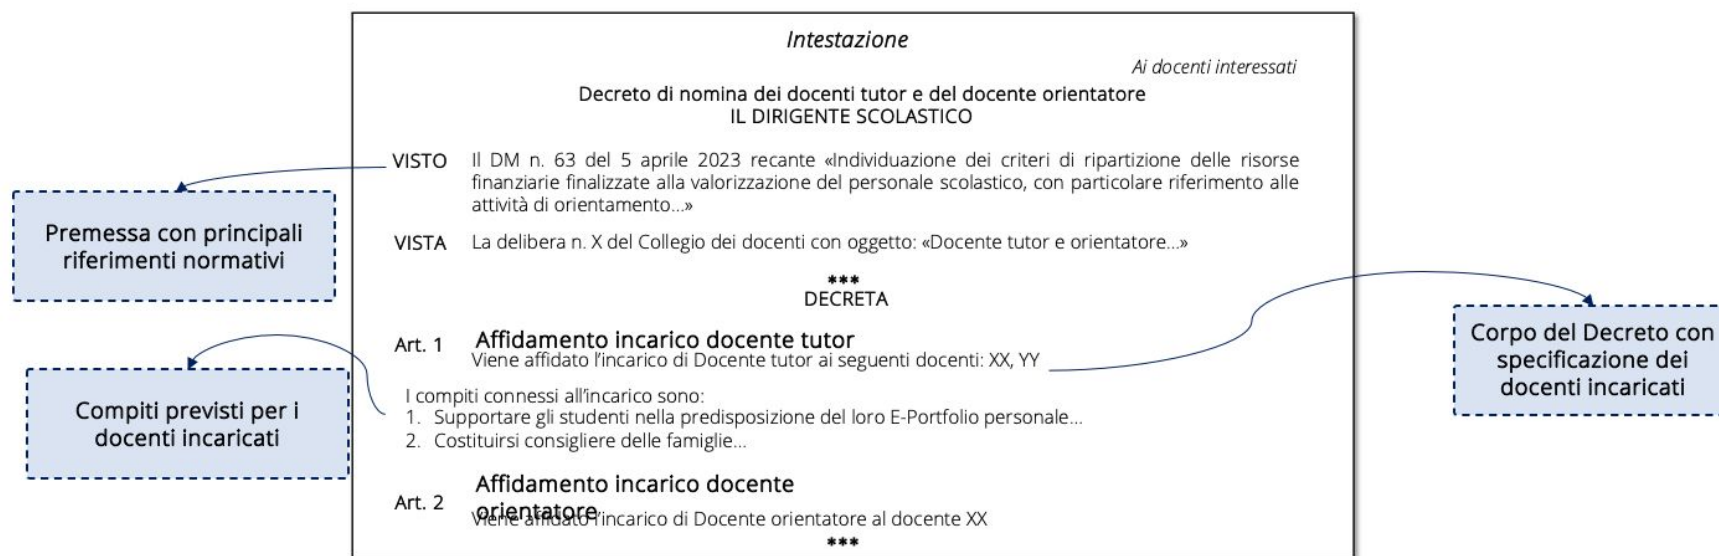 Intestazione
Ai docenti interessati
Decreto di nomina dei docenti tutor e del docente orientatore
IL DIRIGENTE SCOLASTICO
VISTO Il DM n. 63 del 5 aprile 2023 recante «Individuazione dei criteri di ripartizione delle risorse
finanziarie finalizzate alla valorizzazione del personale scolastico, con particolare riferimento alle
attività di orientamento...»
Premessa con principali
riferimenti normativi
VISTA La delibera n. X del Collegio dei docenti con oggetto: «Docente tutor e orientatore...»
***
DECRETA
Art. 1 Affidamento incarico docente tutor
Viene affidato l'incarico di Docente tutor ai seguenti docenti: XX, YY
Corpo del Decreto con
specificazione dei
docenti incaricati
I compiti connessi all'incarico sono:
1. Supportare gli studenti nella predisposizione del loro E-Portfolio personale...
2. Costituirsi consigliere delle famiglie...
Compiti previsti per i
docenti incaricati
Art. 2 Affidamento incarico docente
orientatore
Viene affidato l'incarico di Docente orientatore al docente XX
***